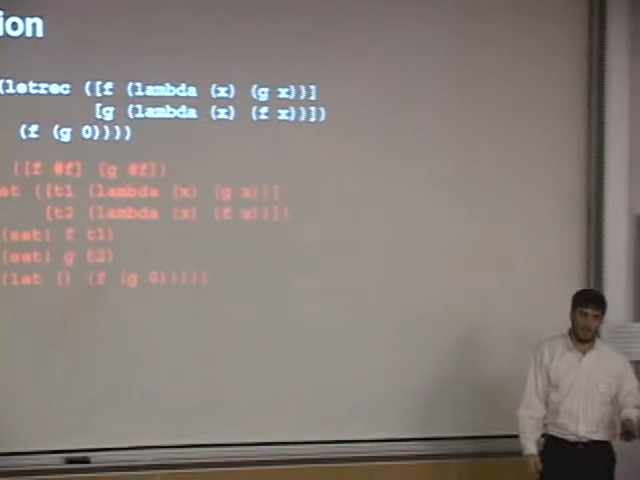 ion
(letrec ([f (lambda (x) (g x))]
[g (lambda (x) (f x))])
(f (g 0))))
([f #f] [g #f])
([t1 (lambda (x) (g x))]
[t2 (lambda (x) (f x))])
(set! f t1)
(set! g t2)
(let () (f (g 0)))))